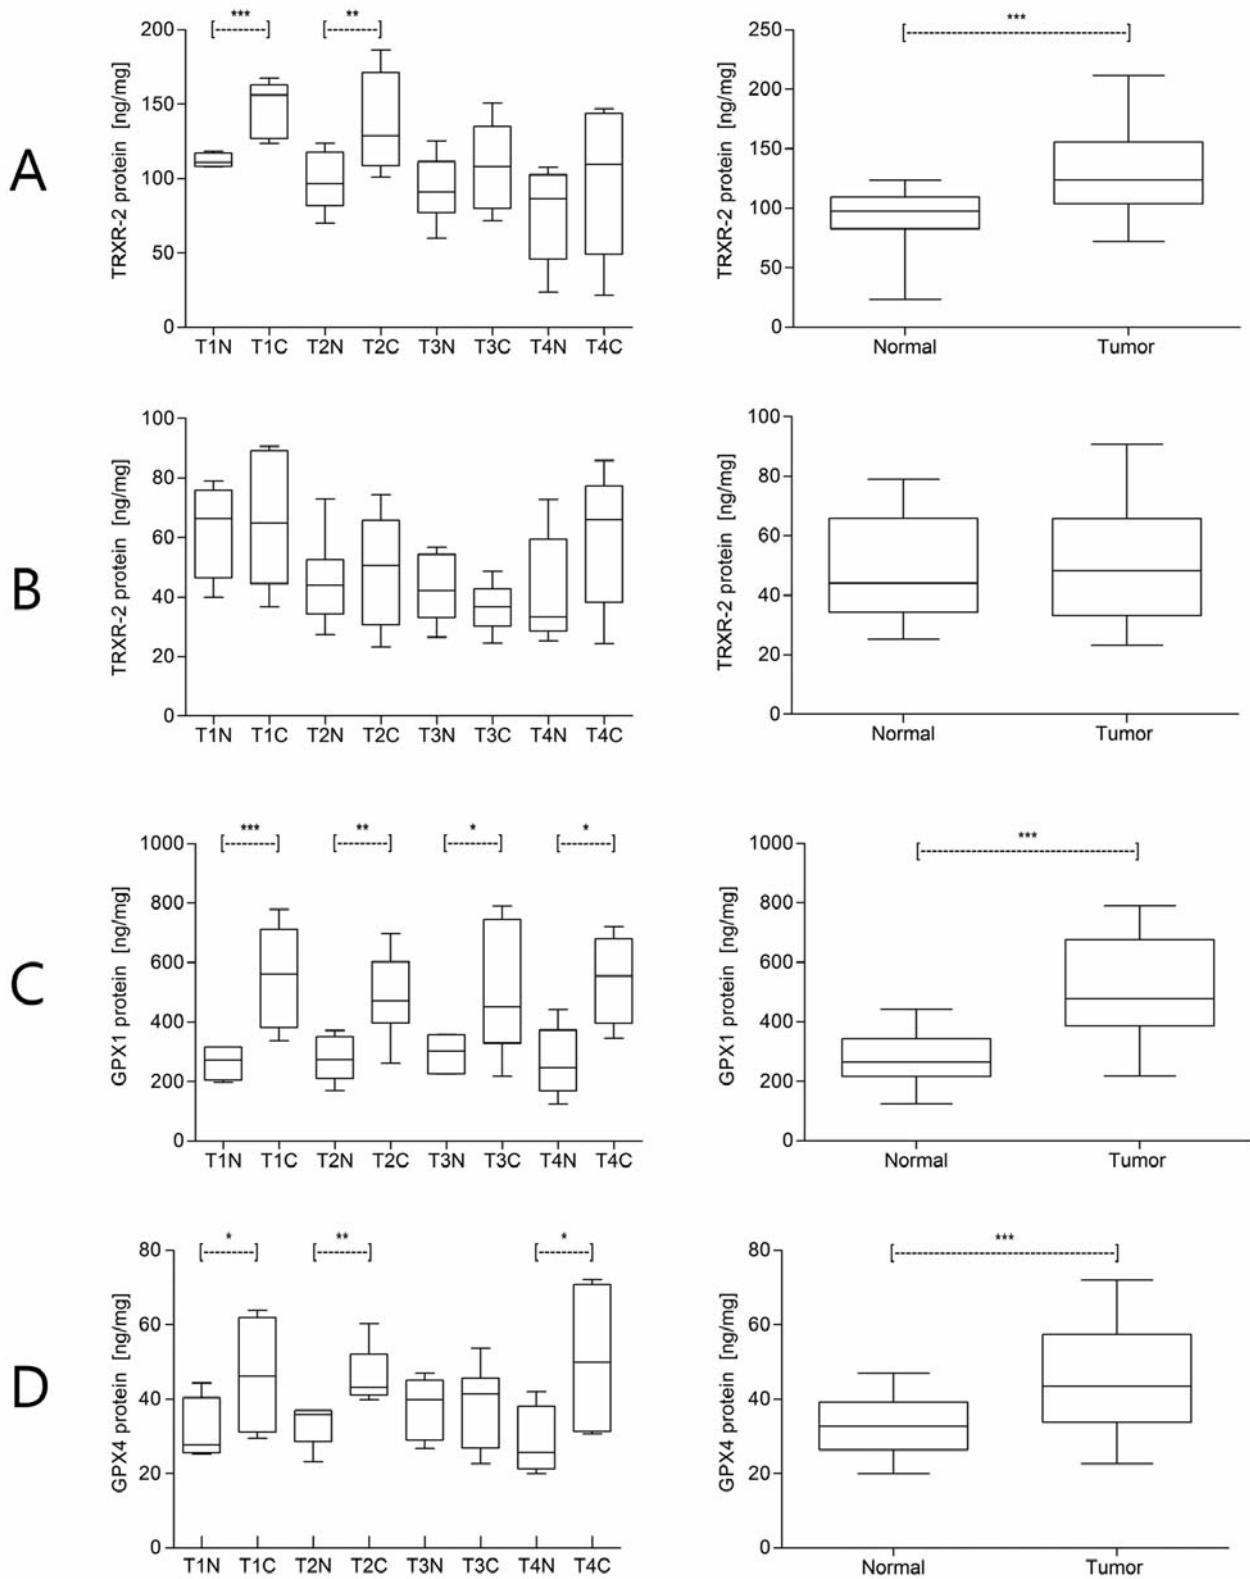 A
TRXR-2 protein [ng/mg]
200
150
100
50
0
***
**
T1N T1C T2N T2C T3N T3C T4N T4C
TRXR-2 protein [ng/mg]
250
200
150
100
50
0
***
Normal Tumor
B
TRXR-2 protein [ng/mg]
100
80
60
40
20
0
T1N T1C T2N T2C T3N T3C T4N T4C
TRXR-2 protein [ng/mg]
100
80
60
40
20
0
Normal Tumor
C
GPX1 protein [ng/mg]
1000
800
600
400
200
0
***
**
*
*
T1N T1C T2N T2C T3N T3C T4N T4C
GPX1 protein [ng/mg]
1000
800
600
400
200
0
***
Normal Tumor
D
GPX4 protein [ng/mg]
80
60
40
20
0
*
**
*
T1N T1C T2N T2C T3N T3C T4N T4C
GPX4 protein [ng/mg]
80
60
40
20
0
***
Normal Tumor